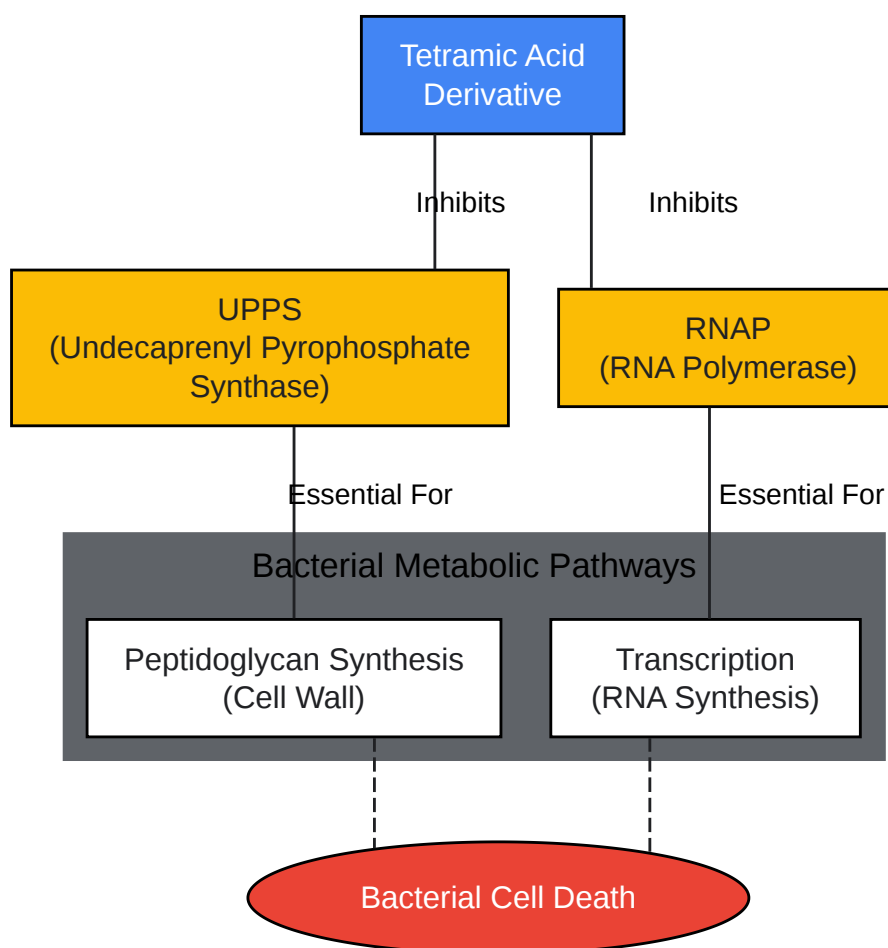 Tetramic Acid
Derivative
Inhibits
Inhibits
UPPS
(Undecaprenyl Pyrophosphate
Synthase)
RNAP
(RNA Polymerase)
Essential For
Essential For
Bacterial Metabolic Pathways
Peptidoglycan Synthesis
(Cell Wall)
Transcription
(RNA Synthesis)
Bacterial Cell Death